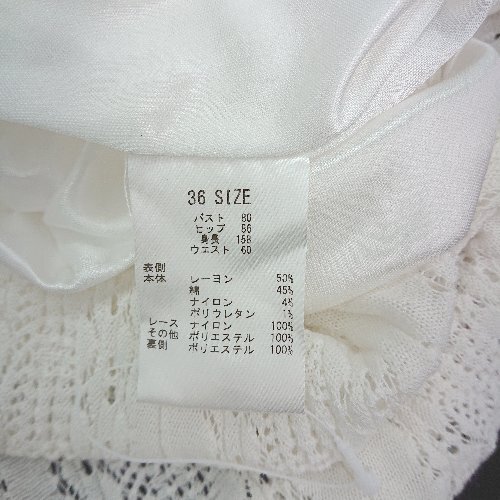 36 SIZE
バスト 80
ヒップ 86
身長 158
ウエスト 60
表側
本体 レーヨン 50%
綿 45%
ナイロン 4%
ポリウレタン 1%
レース ナイロン 100%
その他 ポリエステル 100%
裏側 ポリエステル 100%